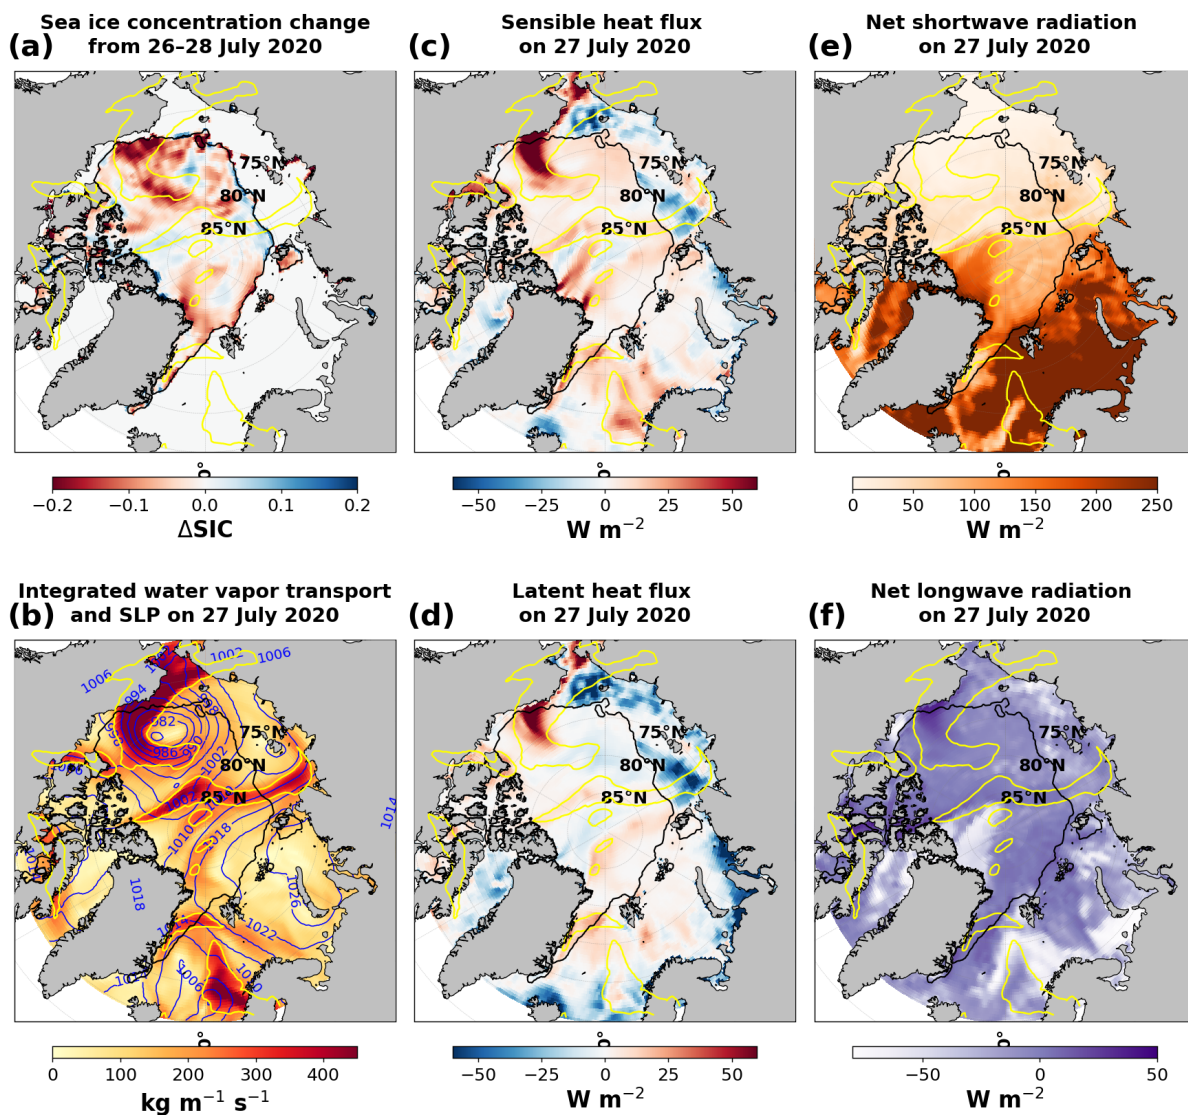 Sea ice concentration change
from 26–28 July 2020
(a)
75°N
80°N
85°N
0°
−0.2 −0.1 0.0 0.1 0.2
ΔSIC
Sensible heat flux
on 27 July 2020
(c)
75°N
80°N
85°N
0°
−50 −25 0 25 50
W m⁻²
Net shortwave radiation
on 27 July 2020
(e)
75°N
80°N
85°N
0°
0 50 100 150 200 250
W m⁻²
Integrated water vapor transport
and SLP on 27 July 2020
(b)
1002 1006
1006
994
982
986
75°N
1002
80°N
85°N
1002
1014
1010 1018
1018
1026
1022
1006
0°
0 100 200 300 400
kg m⁻¹ s⁻¹
Latent heat flux
on 27 July 2020
(d)
75°N
80°N
85°N
0°
−50 −25 0 25 50
W m⁻²
Net longwave radiation
on 27 July 2020
(f)
75°N
80°N
85°N
0°
−50 0 50
W m⁻²